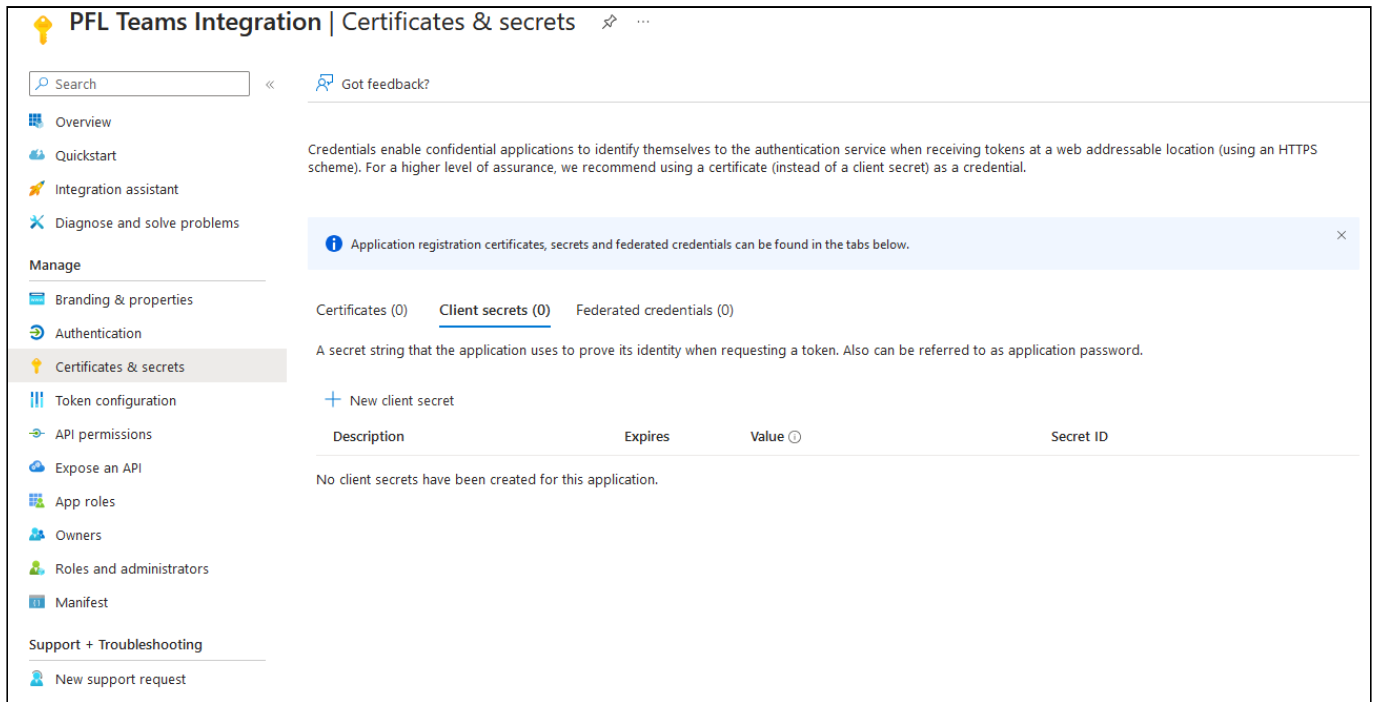 PFL Teams Integration | Certificates & secrets
Search
Overview
Quickstart
Integration assistant
Diagnose and solve problems
Manage
Branding & properties
Authentication
Certificates & secrets
Token configuration
API permissions
Expose an API
App roles
Owners
Roles and administrators
Manifest
Support + Troubleshooting
New support request
Got feedback?
Credentials enable confidential applications to identify themselves to the authentication service when receiving tokens at a web addressable location (using an HTTPS
scheme). For a higher level of assurance, we recommend using a certificate (instead of a client secret) as a credential.
Application registration certificates, secrets and federated credentials can be found in the tabs below.
Certificates (0) Client secrets (0) Federated credentials (0)
A secret string that the application uses to prove its identity when requesting a token. Also can be referred to as application password.
New client secret
Description Expires Value Secret ID
No client secrets have been created for this application.